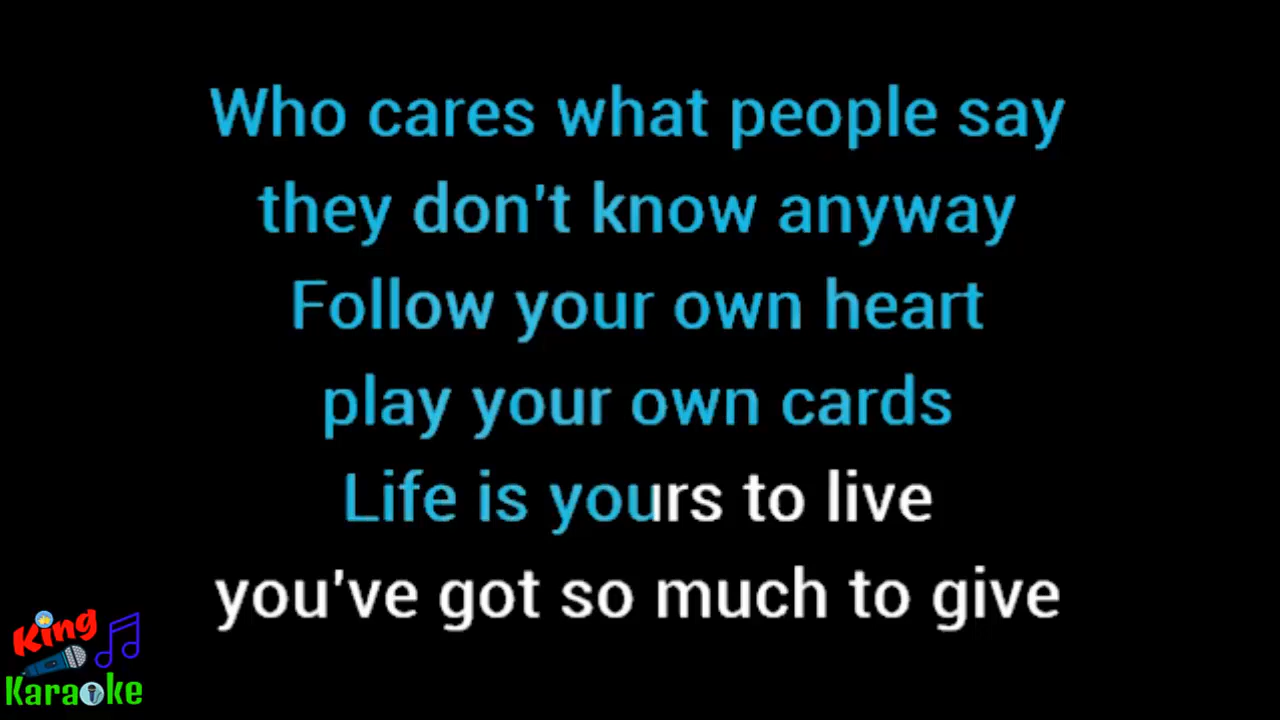 Who cares what people say
they don't know anyway
Follow your own heart
play your own cards
Life is yours to live
you've got so much to give
King
Karaoke